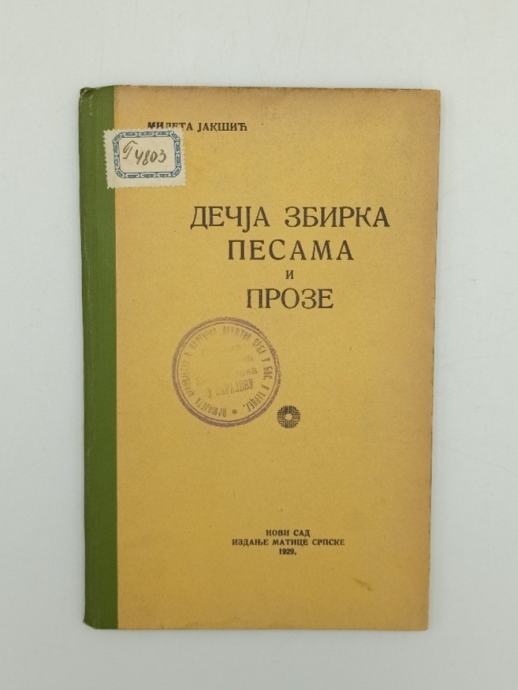 МИЛЕТА ЈАКШИЋ
4803
ДЕЧЈА ЗБИРКА
ПЕСАМА
И
ПРОЗЕ
НОВИ САД
ИЗДАЊЕ МАТИЦЕ СРПСКЕ
1929.